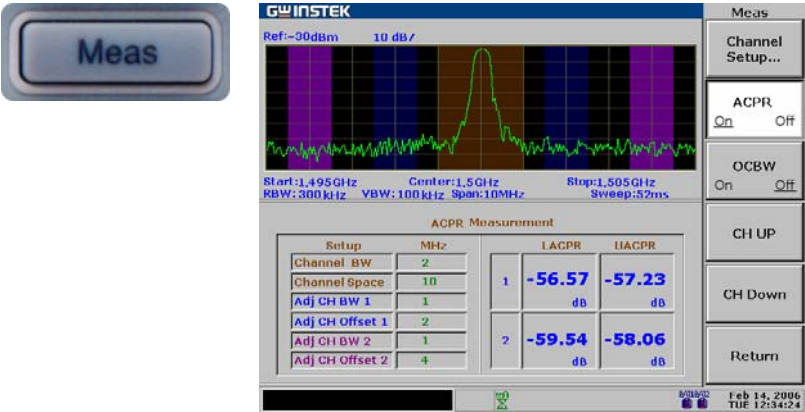 Meas
GWINSTEK
Meas
Ref:-30dBm 10 dB/
Channel Setup...
ACPR
On Off
Start:1.495GHz Center:1.5GHz Stop:1.505GHz
RBW:300kHz VBW:100kHz Span:10MHz Sweep:52ms
OCBW
On Off
ACPR Measurement
Setup MHz LACPR UACPR
Channel BW 2
Channel Space 10
Adj CH BW 1 1
Adj CH Offset 1 2
Adj CH BW 2 1
Adj CH Offset 2 4
1 -56.57 dB -57.23 dB
2 -59.54 dB -58.06 dB
CH UP
CH Down
Return
Feb 14, 2006
TUE 12:34:24